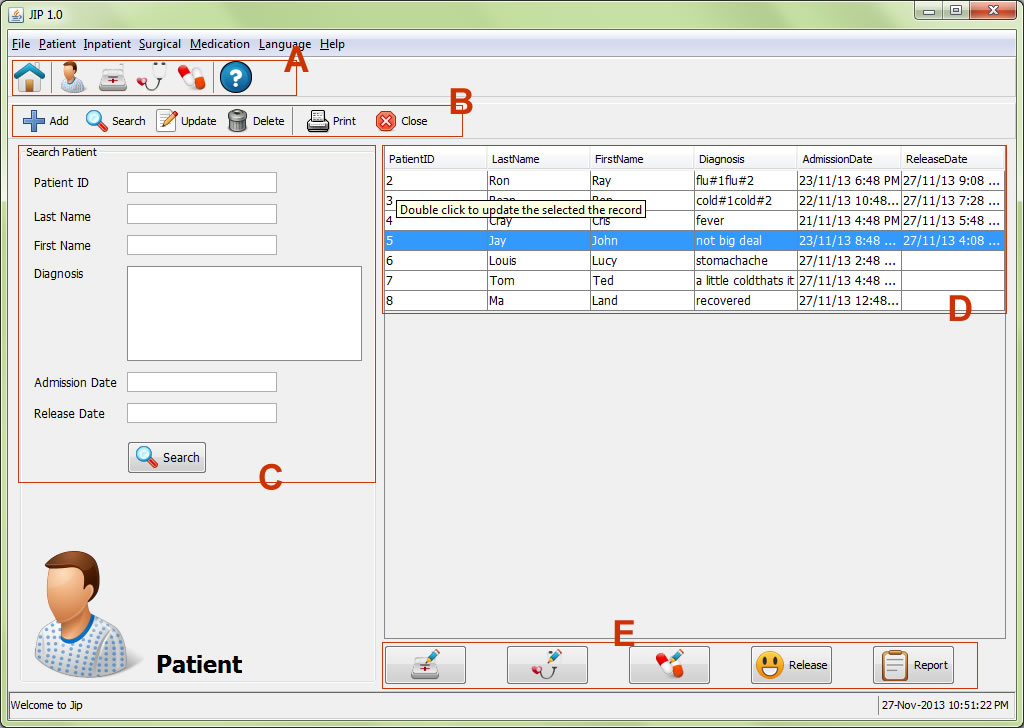 JIP 1.0
File Patient Inpatient Surgical Medication Language Help
A
B
Add Search Update Delete Print Close
Search Patient
Patient ID
Last Name
First Name
Diagnosis
Admission Date
Release Date
Search
C
Patient
PatientID LastName FirstName Diagnosis AdmissionDate ReleaseDate
2 Ron Ray flu#1flu#2 23/11/13 6:48 PM 27/11/13 9:08 ...
3 cold#1cold#2 22/11/13 10:48... 27/11/13 7:28 ...
Double click to update the selected the record
4 Cray Cris fever 21/11/13 4:48 PM 27/11/13 5:48 ...
5 Jay John not big deal 23/11/13 8:48 ... 27/11/13 4:08 ...
6 Louis Lucy stomachache 27/11/13 2:48 ...
7 Tom Ted a little coldthats it 27/11/13 4:48 ...
8 Ma Land recovered 27/11/13 12:48...
D
E
Release Report
Welcome to Jip
27-Nov-2013 10:51:22 PM